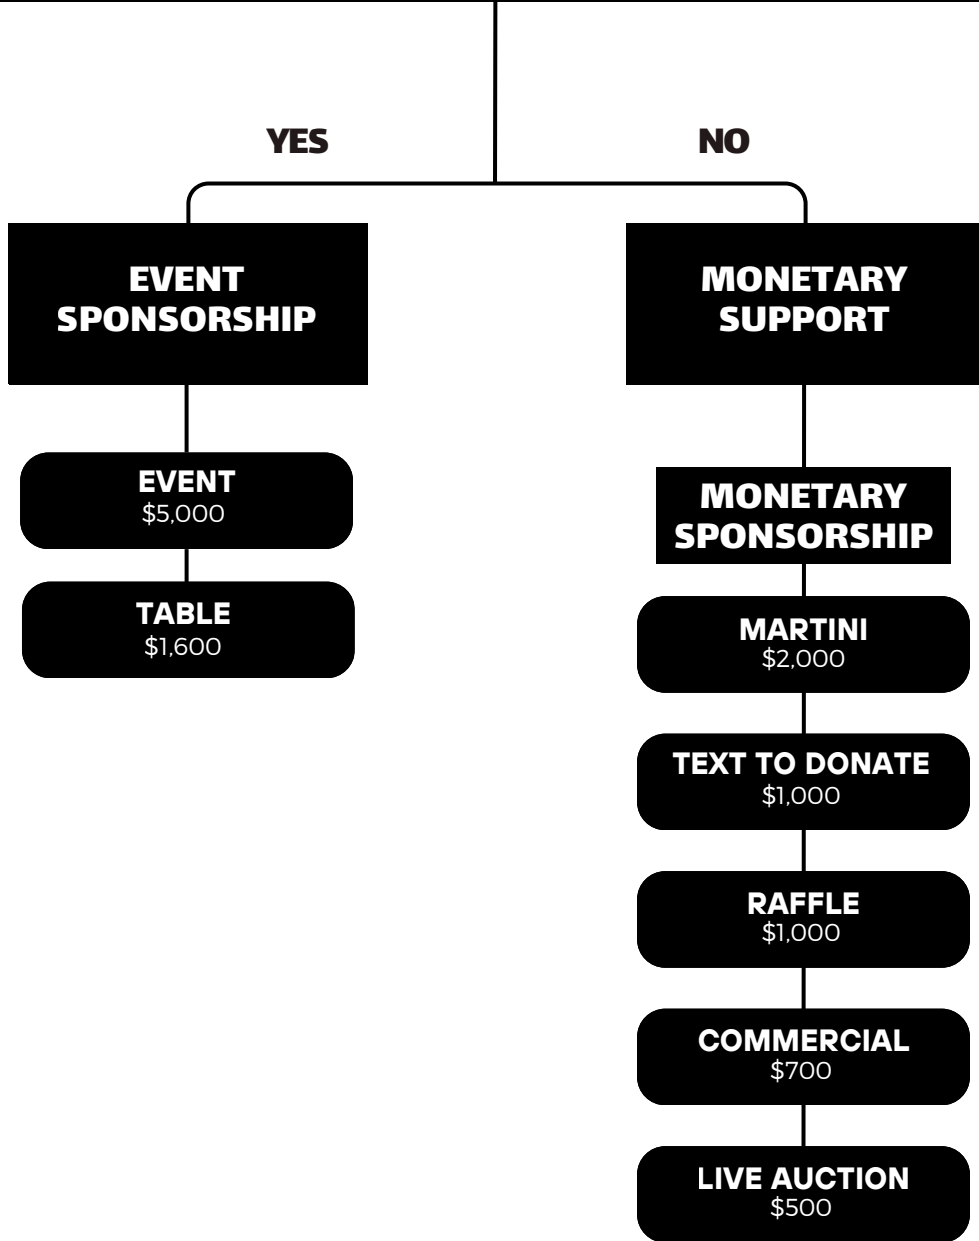 YES
NO
EVENT
SPONSORSHIP
EVENT
$5,000
TABLE
$1,600
MONETARY
SUPPORT
MONETARY
SPONSORSHIP
MARTINI
$2,000
TEXT TO DONATE
$1,000
RAFFLE
$1,000
COMMERCIAL
$700
LIVE AUCTION
$500